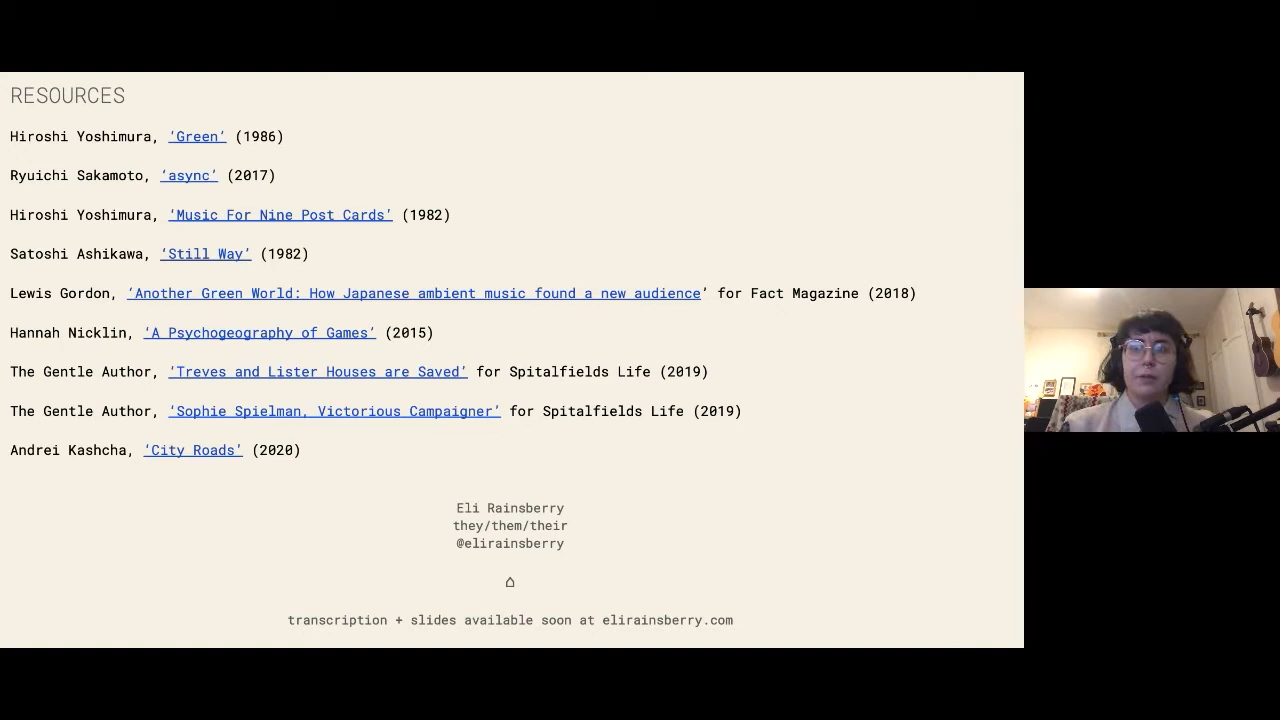 RESOURCES
Hiroshi Yoshimura, ‘Green’ (1986)
Ryuichi Sakamoto, ‘async’ (2017)
Hiroshi Yoshimura, ‘Music For Nine Post Cards’ (1982)
Satoshi Ashikawa, ‘Still Way’ (1982)
Lewis Gordon, ‘Another Green World: How Japanese ambient music found a new audience’ for Fact Magazine (2018)
Hannah Nicklin, ‘A Psychogeography of Games’ (2015)
The Gentle Author, ‘Treves and Lister Houses are Saved’ for Spitalfields Life (2019)
The Gentle Author, ‘Sophie Spielman, Victorious Campaigner’ for Spitalfields Life (2019)
Andrei Kashcha, ‘City Roads’ (2020)
Eli Rainsberry
they/them/their
@elirainsberry
transcription + slides available soon at elirainsberry.com